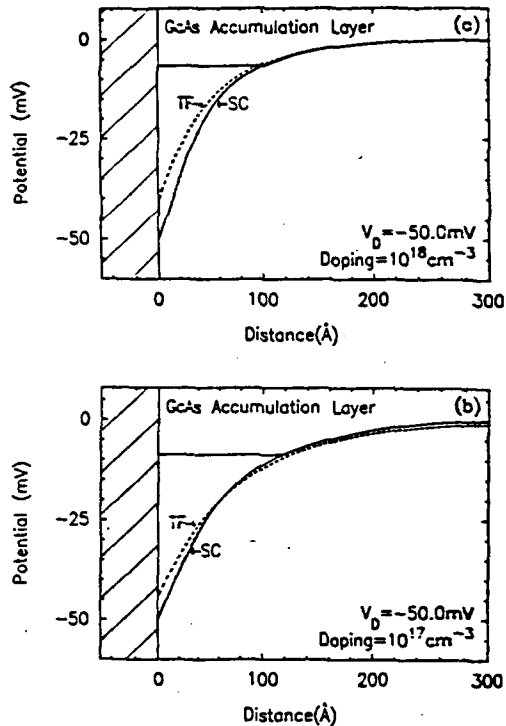 GaAs Accumulation Layer (c)
0
−25
−50
Potential (mV)
TF
SC
V_D=−50.0mV
Doping=10^18cm^−3
0 100 200 300
Distance(Å)
GaAs Accumulation Layer (b)
0
−25
−50
Potential (mV)
TF
SC
V_D=−50.0mV
Doping=10^17cm^−3
0 100 200 300
Distance(Å)